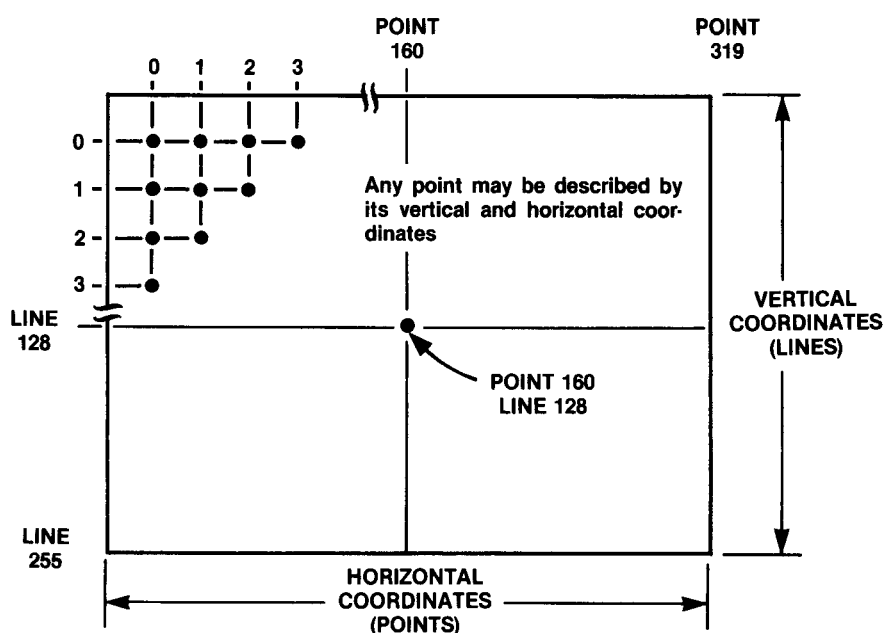 POINT
160
POINT
319
0 1 2 3
0
1
2
3
Any point may be described by
its vertical and horizontal coor-
dinates
LINE
128
VERTICAL
COORDINATES
(LINES)
POINT 160
LINE 128
LINE
255
HORIZONTAL
COORDINATES
(POINTS)